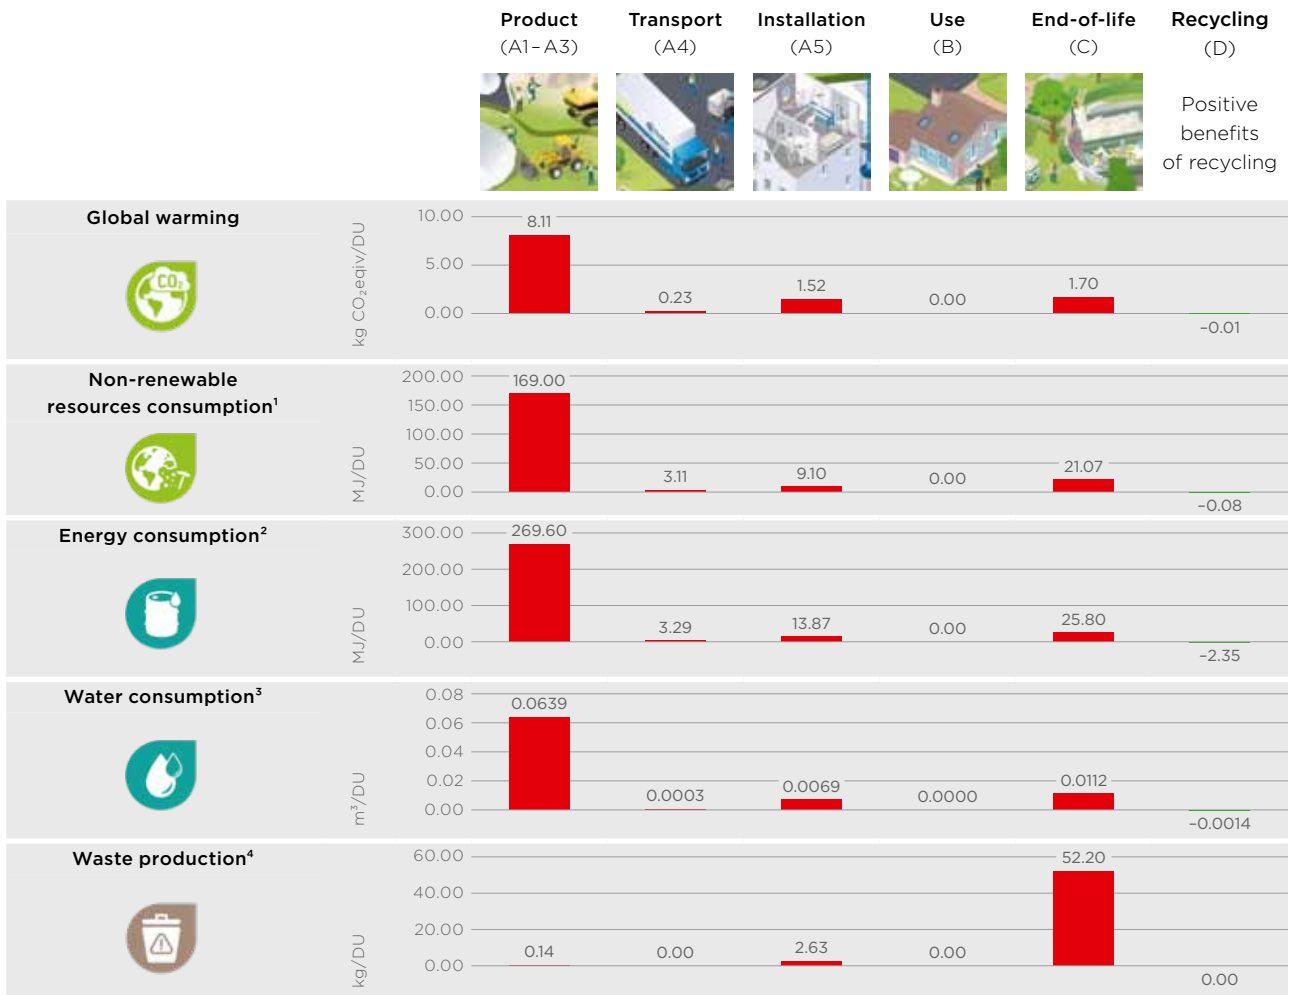 Product
(A1–A3)
Transport
(A4)
Installation
(A5)
Use
(B)
End-of-life
(C)
Recycling
(D)
Positive
benefits
of recycling
Global warming
CO₂
kg CO₂eqiv/DU
10.00
5.00
0.00
8.11
0.23
1.52
0.00
1.70
–0.01
Non-renewable
resources consumption¹
MJ/DU
200.00
150.00
100.00
50.00
0.00
169.00
3.11
9.10
0.00
21.07
–0.08
Energy consumption²
MJ/DU
300.00
200.00
100.00
0.00
269.60
3.29
13.87
0.00
25.80
–2.35
Water consumption³
m³/DU
0.08
0.06
0.04
0.02
0.00
0.0639
0.0003
0.0069
0.0000
0.0112
–0.0014
Waste production⁴
kg/DU
60.00
40.00
20.00
0.00
0.14
0.00
2.63
0.00
52.20
0.00